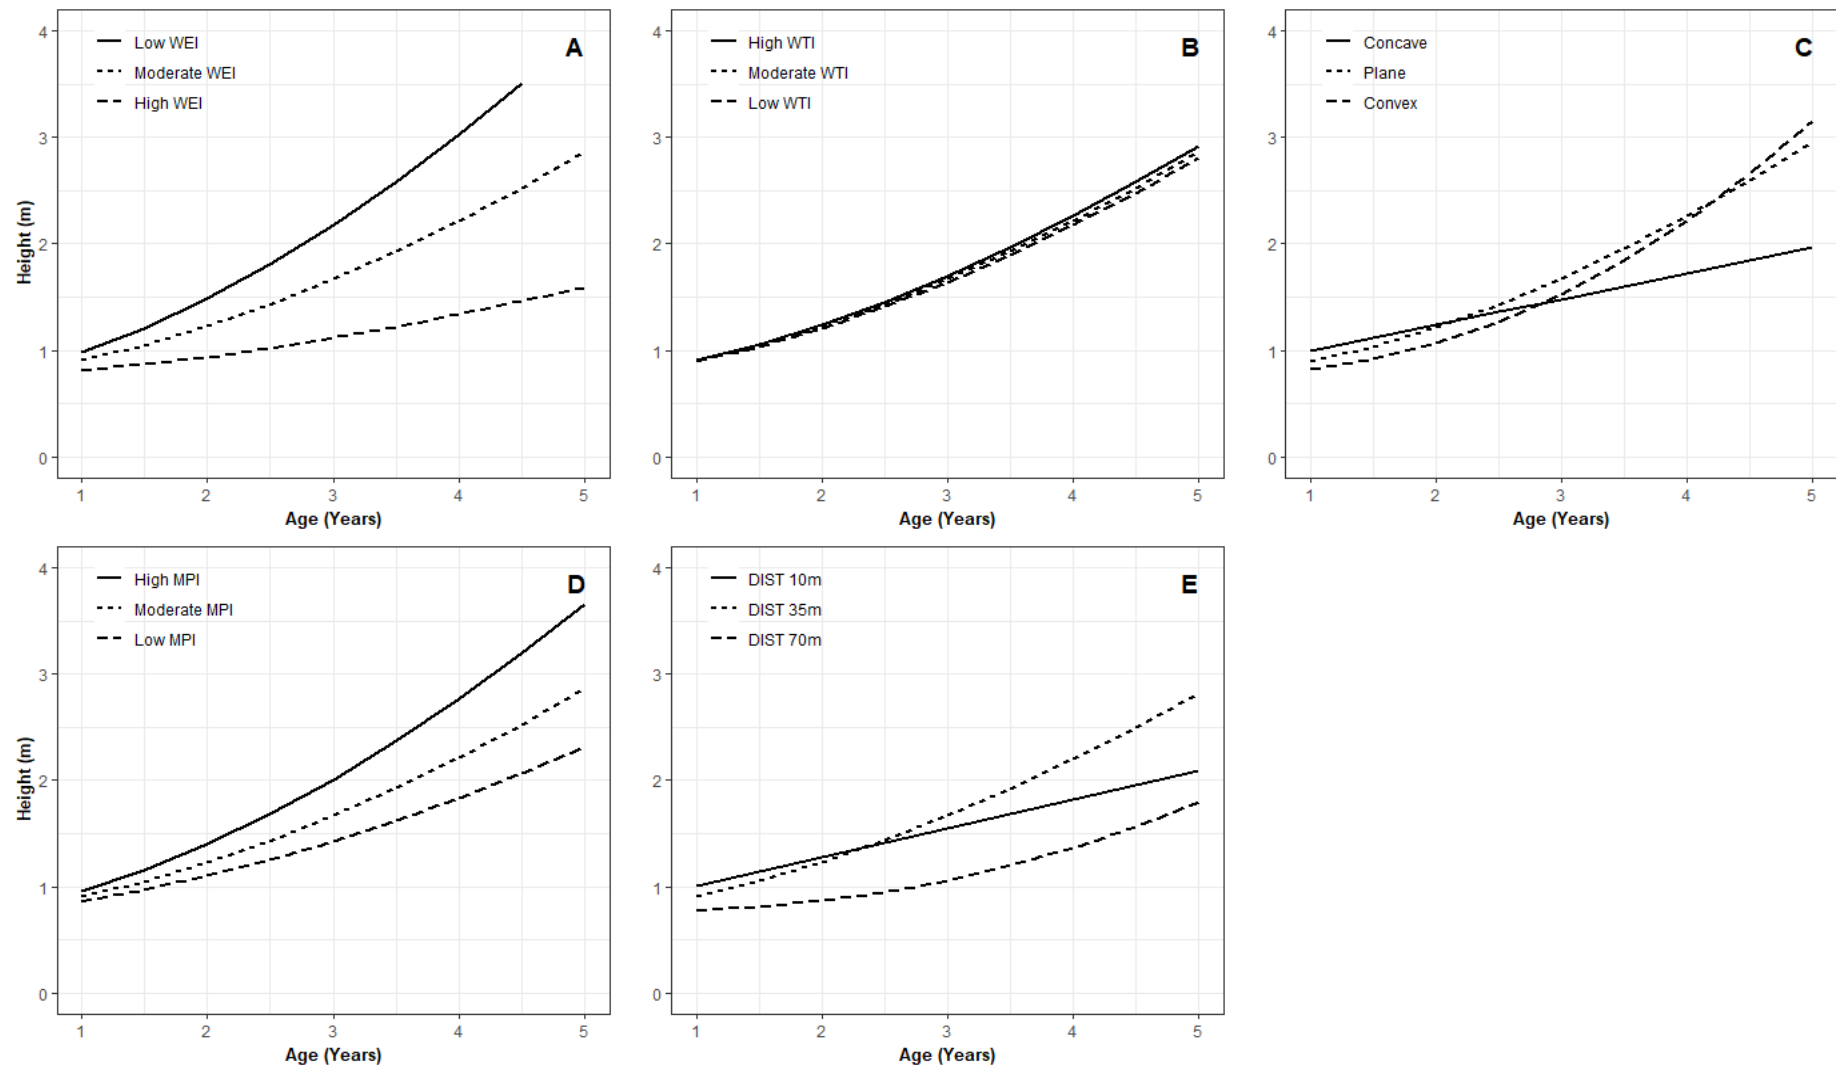 Low WEI
Moderate WEI
High WEI
A
4
3
2
1
0
Height (m)
1 2 3 4 5
Age (Years)
High WTI
Moderate WTI
Low WTI
B
4
3
2
1
0
1 2 3 4 5
Age (Years)
Concave
Plane
Convex
C
4
3
2
1
0
1 2 3 4 5
Age (Years)
High MPI
Moderate MPI
Low MPI
D
4
3
2
1
0
Height (m)
1 2 3 4 5
Age (Years)
DIST 10m
DIST 35m
DIST 70m
E
4
3
2
1
0
1 2 3 4 5
Age (Years)